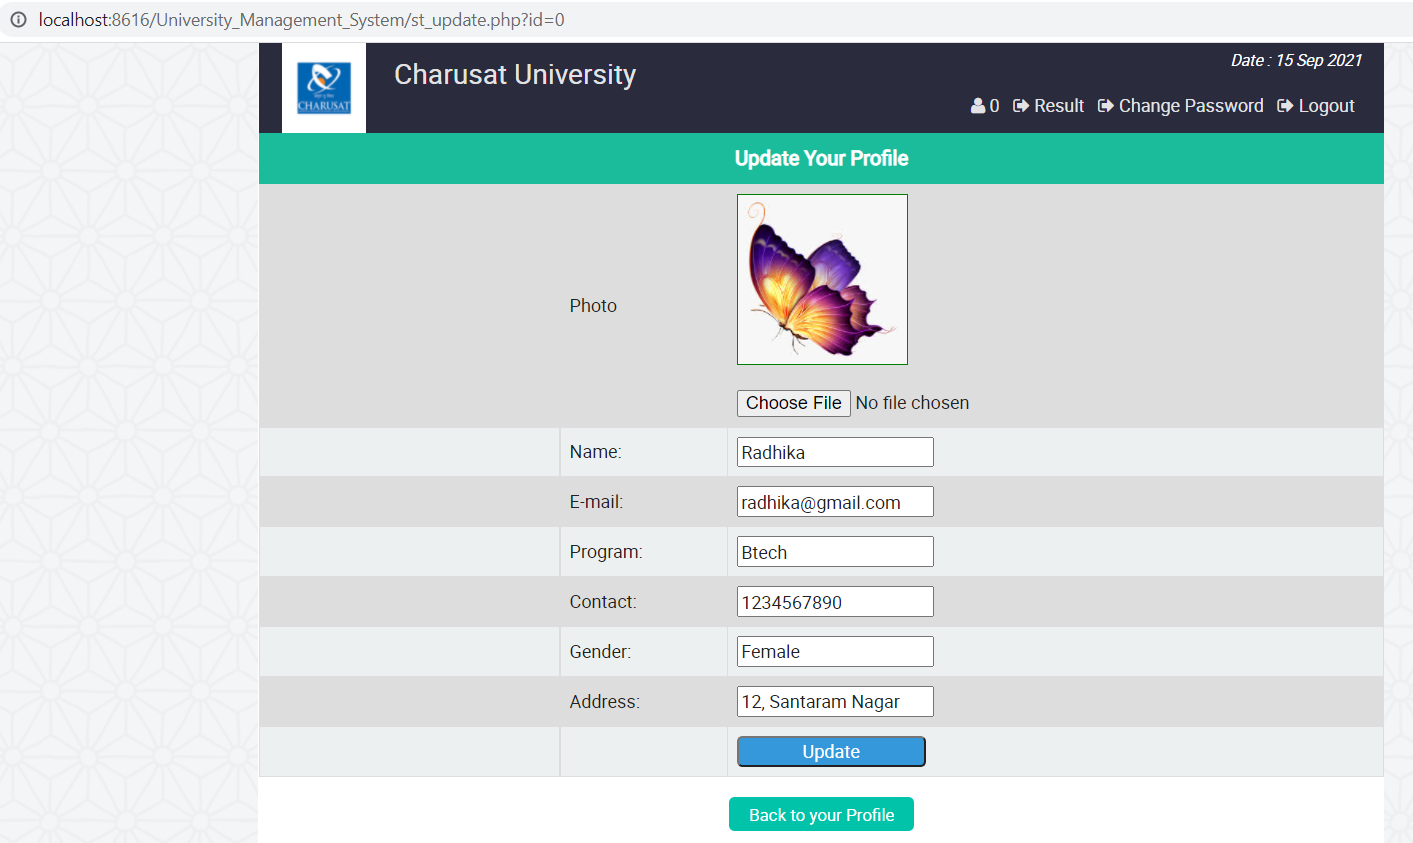 localhost:8616/University_Management_System/st_update.php?id=0
CHARUSAT
Charusat University
Date : 15 Sep 2021
0 Result Change Password Logout
Update Your Profile
Photo
Choose File No file chosen
Name: Radhika
E-mail: radhika@gmail.com
Program: Btech
Contact: 1234567890
Gender: Female
Address: 12, Santaram Nagar
Update
Back to your Profile